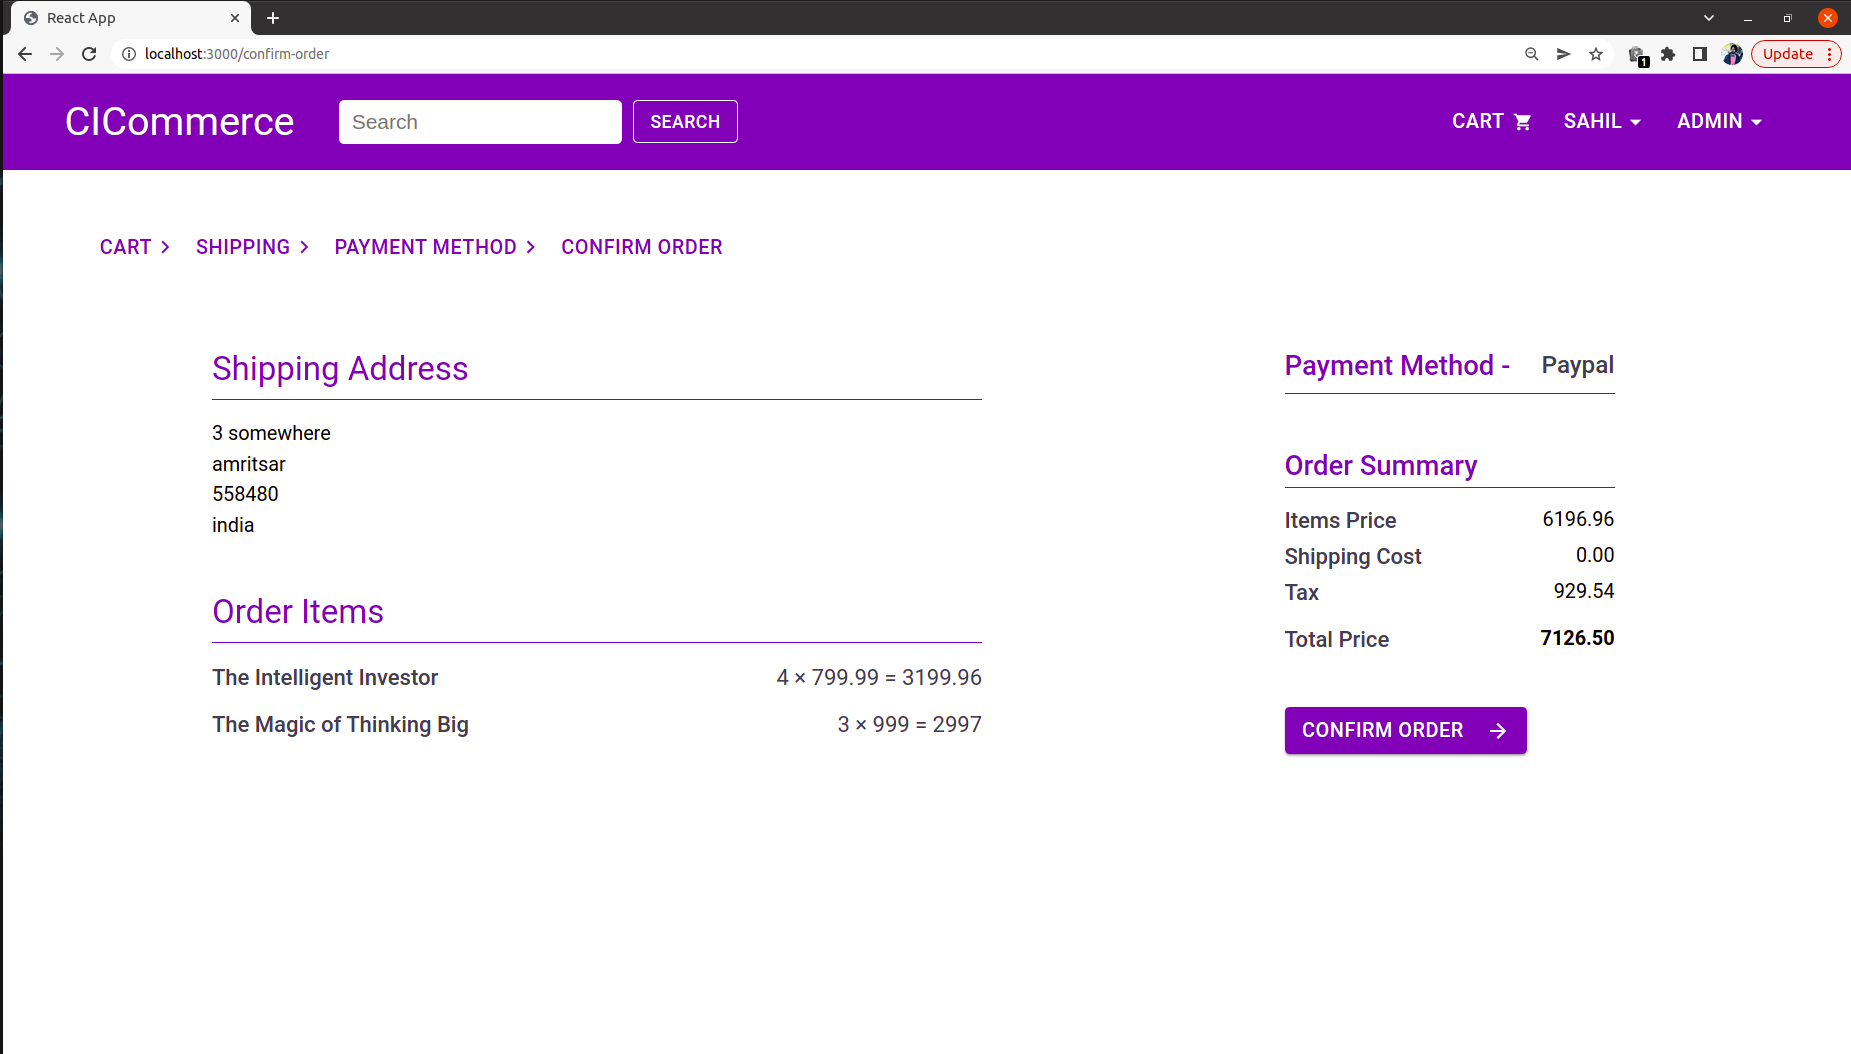 React App
localhost:3000/confirm-order
1
Update
CICommerce
Search
SEARCH
CART
SAHIL
ADMIN
CART
SHIPPING
PAYMENT METHOD
CONFIRM ORDER
Shipping Address
3 somewhere
amritsar
558480
india
Order Items
The Intelligent Investor 4 × 799.99 = 3199.96
The Magic of Thinking Big 3 × 999 = 2997
Payment Method - Paypal
Order Summary
Items Price 6196.96
Shipping Cost 0.00
Tax 929.54
Total Price 7126.50
CONFIRM ORDER